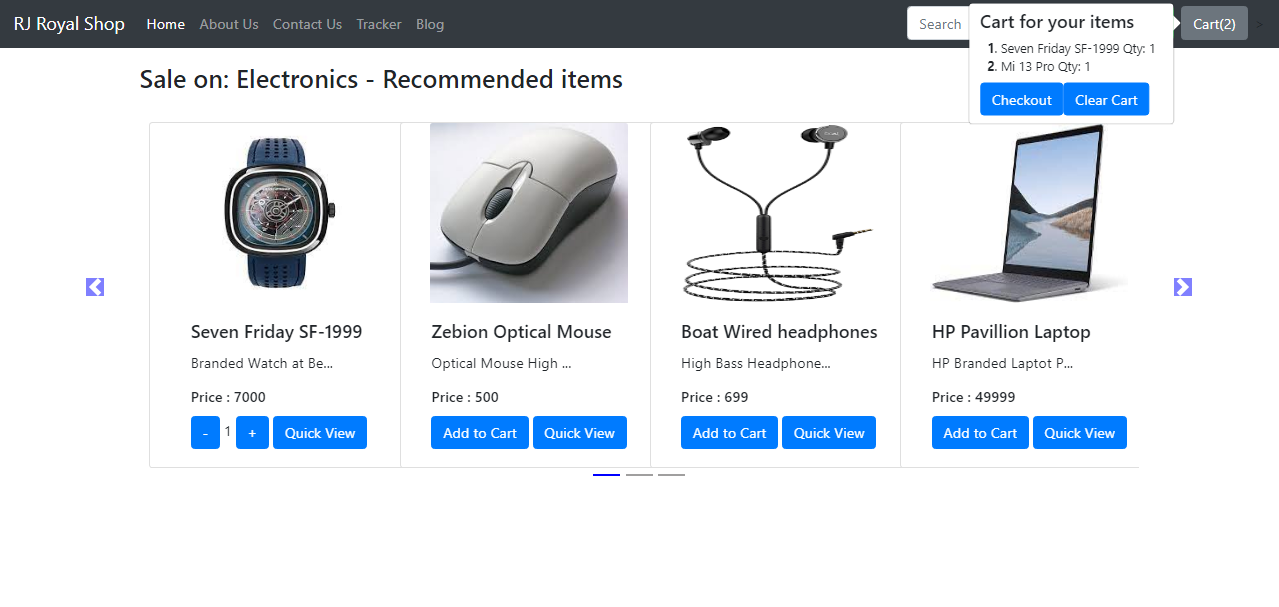 RJ Royal Shop Home About Us Contact Us Tracker Blog Search Cart(2) >
Cart for your items
1. Seven Friday SF-1999 Qty: 1
2. Mi 13 Pro Qty: 1
Checkout Clear Cart
Sale on: Electronics - Recommended items
Seven Friday SF-1999
Branded Watch at Be...
Price : 7000
- 1 + Quick View
Zebion Optical Mouse
Optical Mouse High ...
Price : 500
Add to Cart Quick View
Boat Wired headphones
High Bass Headphone...
Price : 699
Add to Cart Quick View
HP Pavillion Laptop
HP Branded Laptot P...
Price : 49999
Add to Cart Quick View